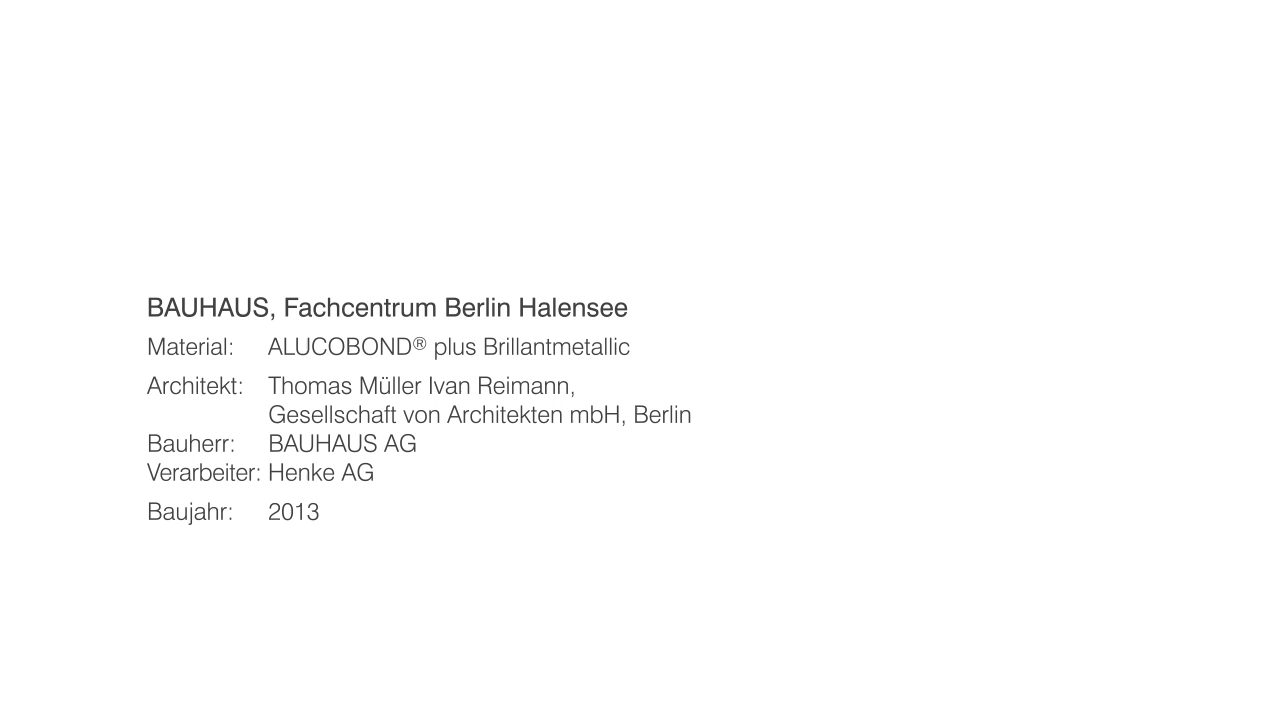 BAUHAUS, Fachcentrum Berlin Halensee
Material: ALUCOBOND® plus Brillantmetallic
Architekt: Thomas Müller Ivan Reimann,
Gesellschaft von Architekten mbH, Berlin
Bauherr: BAUHAUS AG
Verarbeiter: Henke AG
Baujahr: 2013